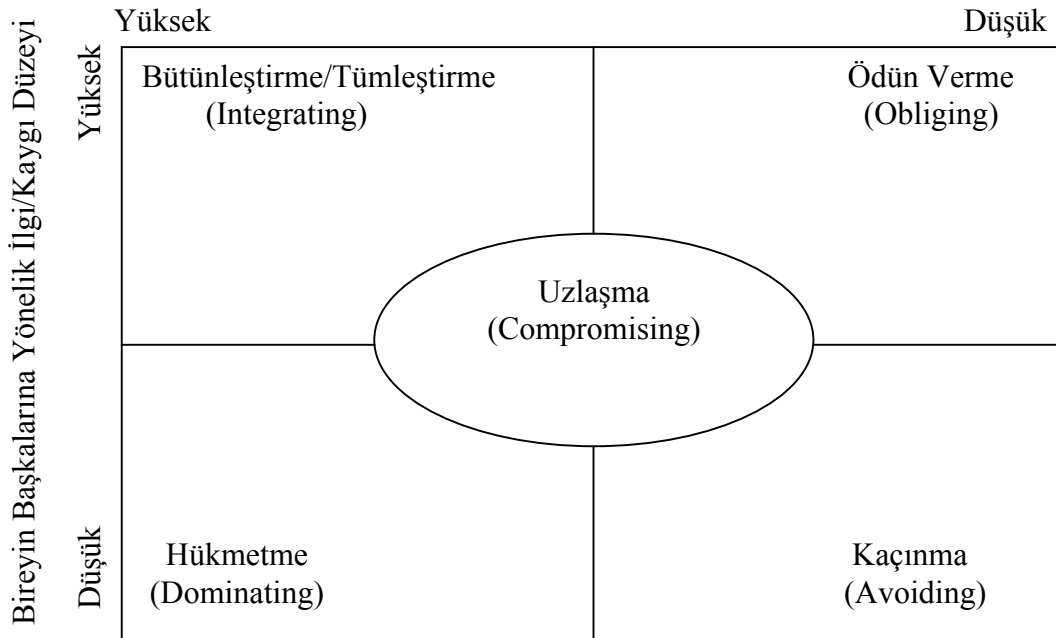 Yüksek
Düşük
Bireyin Başkalarına Yönelik İlgi/Kaygı Düzeyi
Yüksek
Düşük
Bütünleştirme/Tümleştirme
(Integrating)
Ödün Verme
(Obliging)
Uzlaşma
(Compromising)
Hükmetme
(Dominating)
Kaçınma
(Avoiding)